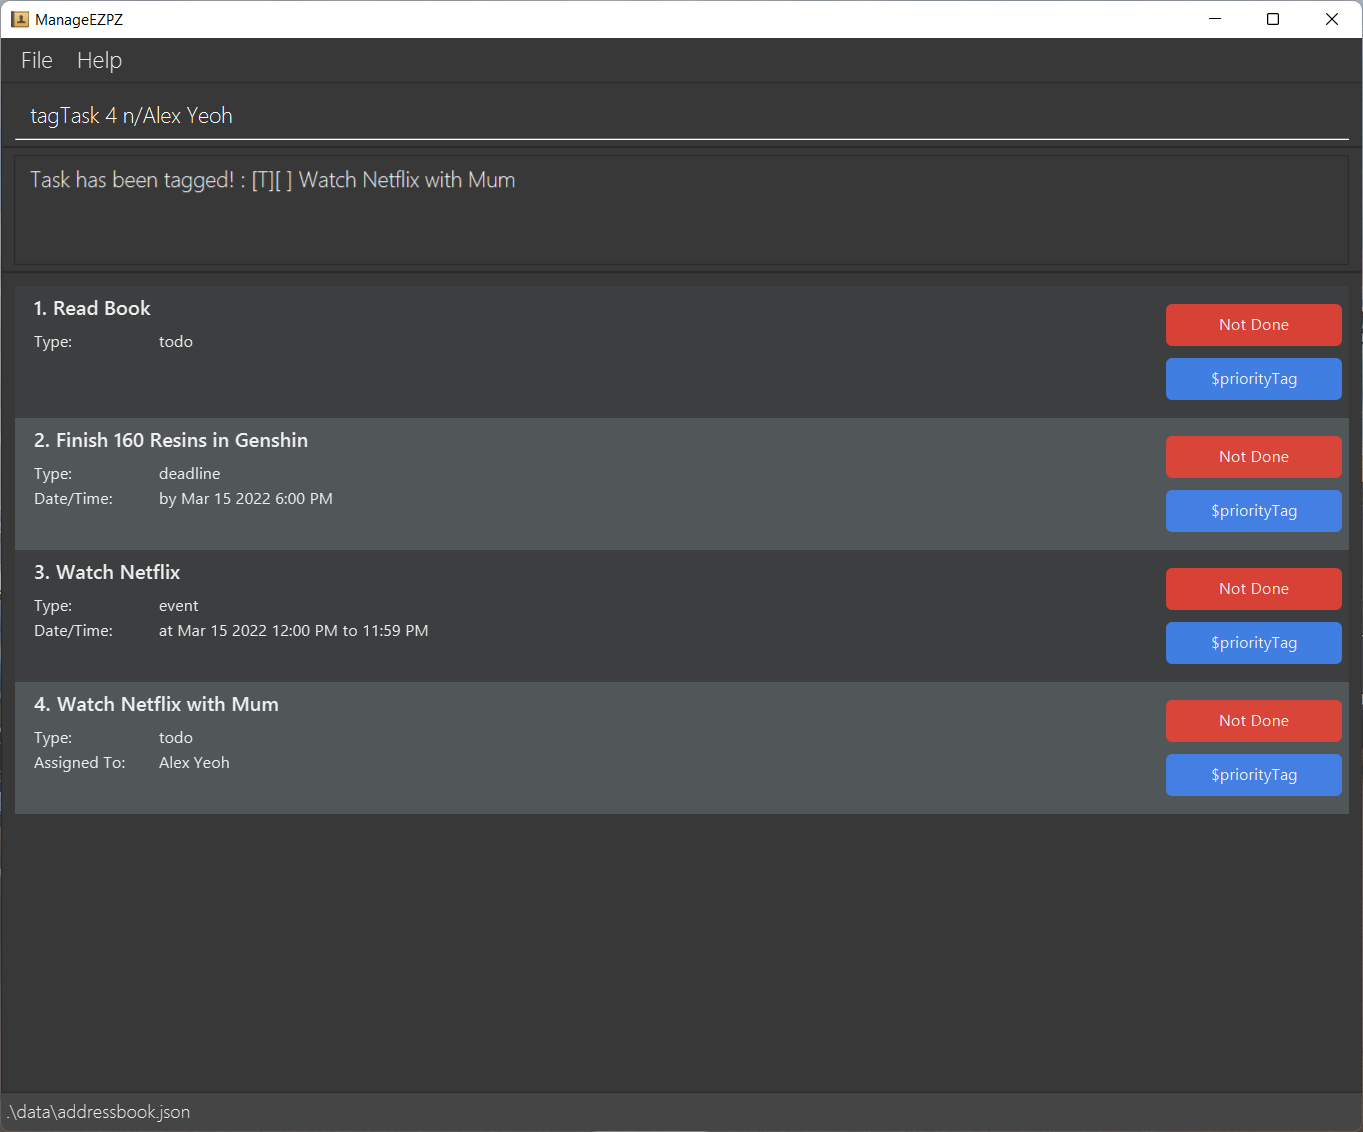 ManageEZPZ
File Help
tagTask 4 n/Alex Yeoh
Task has been tagged! : [T][ ] Watch Netflix with Mum
1. Read Book
Type: todo
Not Done
$priorityTag
2. Finish 160 Resins in Genshin
Type: deadline
Date/Time: by Mar 15 2022 6:00 PM
Not Done
$priorityTag
3. Watch Netflix
Type: event
Date/Time: at Mar 15 2022 12:00 PM to 11:59 PM
Not Done
$priorityTag
4. Watch Netflix with Mum
Type: todo
Assigned To: Alex Yeoh
Not Done
$priorityTag
.\data\addressbook.json